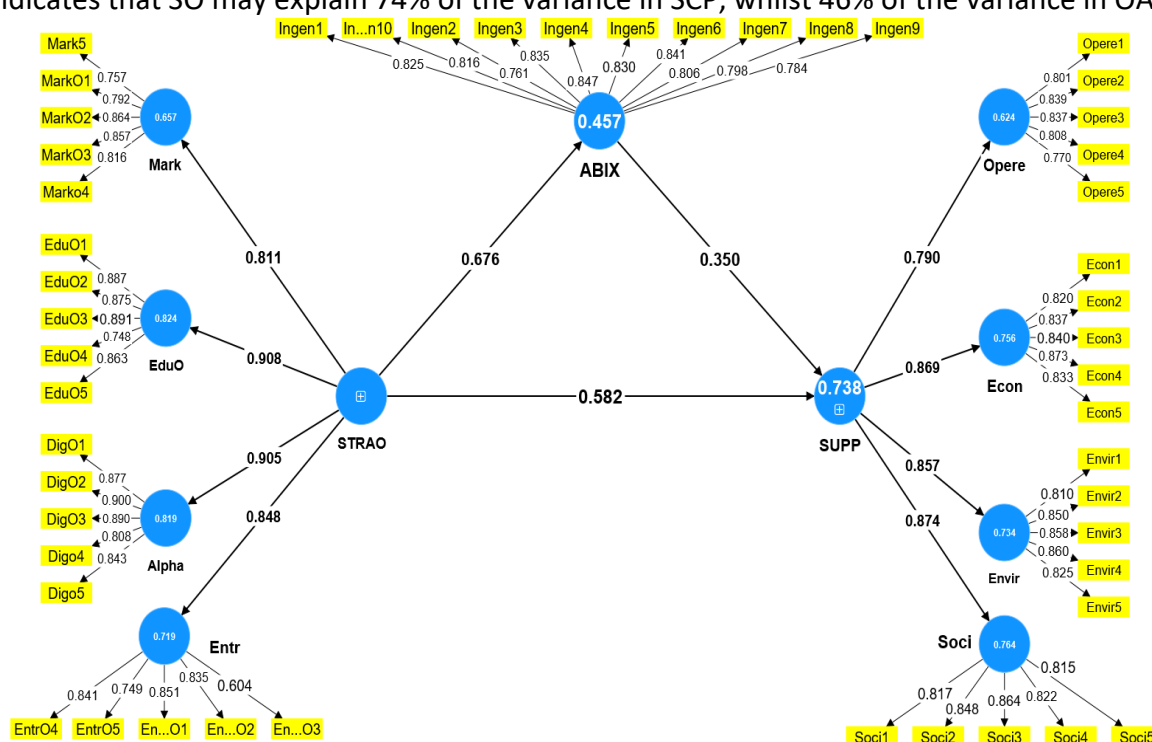 ndicates that SO may explain 74% of the variance in SCP, whilst 46% of the variance in OA
Ingen1 In...n10 Ingen2 Ingen3 Ingen4 Ingen5 Ingen6 Ingen7 Ingen8 Ingen9
0.825 0.816 0.761 0.835 0.847 0.830 0.841 0.806 0.798 0.784
0.457
ABIX
Mark5
MarkO1
MarkO2
MarkO3
Marko4
0.757
0.792
0.864
0.857
0.816
0.657
Mark
Opere1
Opere2
Opere3
Opere4
Opere5
0.801
0.839
0.837
0.808
0.770
0.624
Opere
0.811
0.676
0.350
0.790
EduO1
EduO2
EduO3
EduO4
EduO5
0.887
0.875
0.891
0.748
0.863
0.824
EduO
Econ1
Econ2
Econ3
Econ4
Econ5
0.820
0.837
0.840
0.873
0.833
0.756
Econ
0.908
0.869
STRAO
0.582
0.738
SUPP
DigO1
DigO2
DigO3
Digo4
Digo5
0.877
0.900
0.890
0.808
0.843
0.819
Alpha
0.905
0.848
0.857
0.874
Envir1
Envir2
Envir3
Envir4
Envir5
0.810
0.850
0.858
0.860
0.825
0.734
Envir
0.719
Entr
0.841 0.749 0.851 0.835 0.604
EntrO4 EntrO5 En...O1 En...O2 En...O3
Soci
0.764
0.817 0.848 0.864 0.822 0.815
Soci1 Soci2 Soci3 Soci4 Soci5